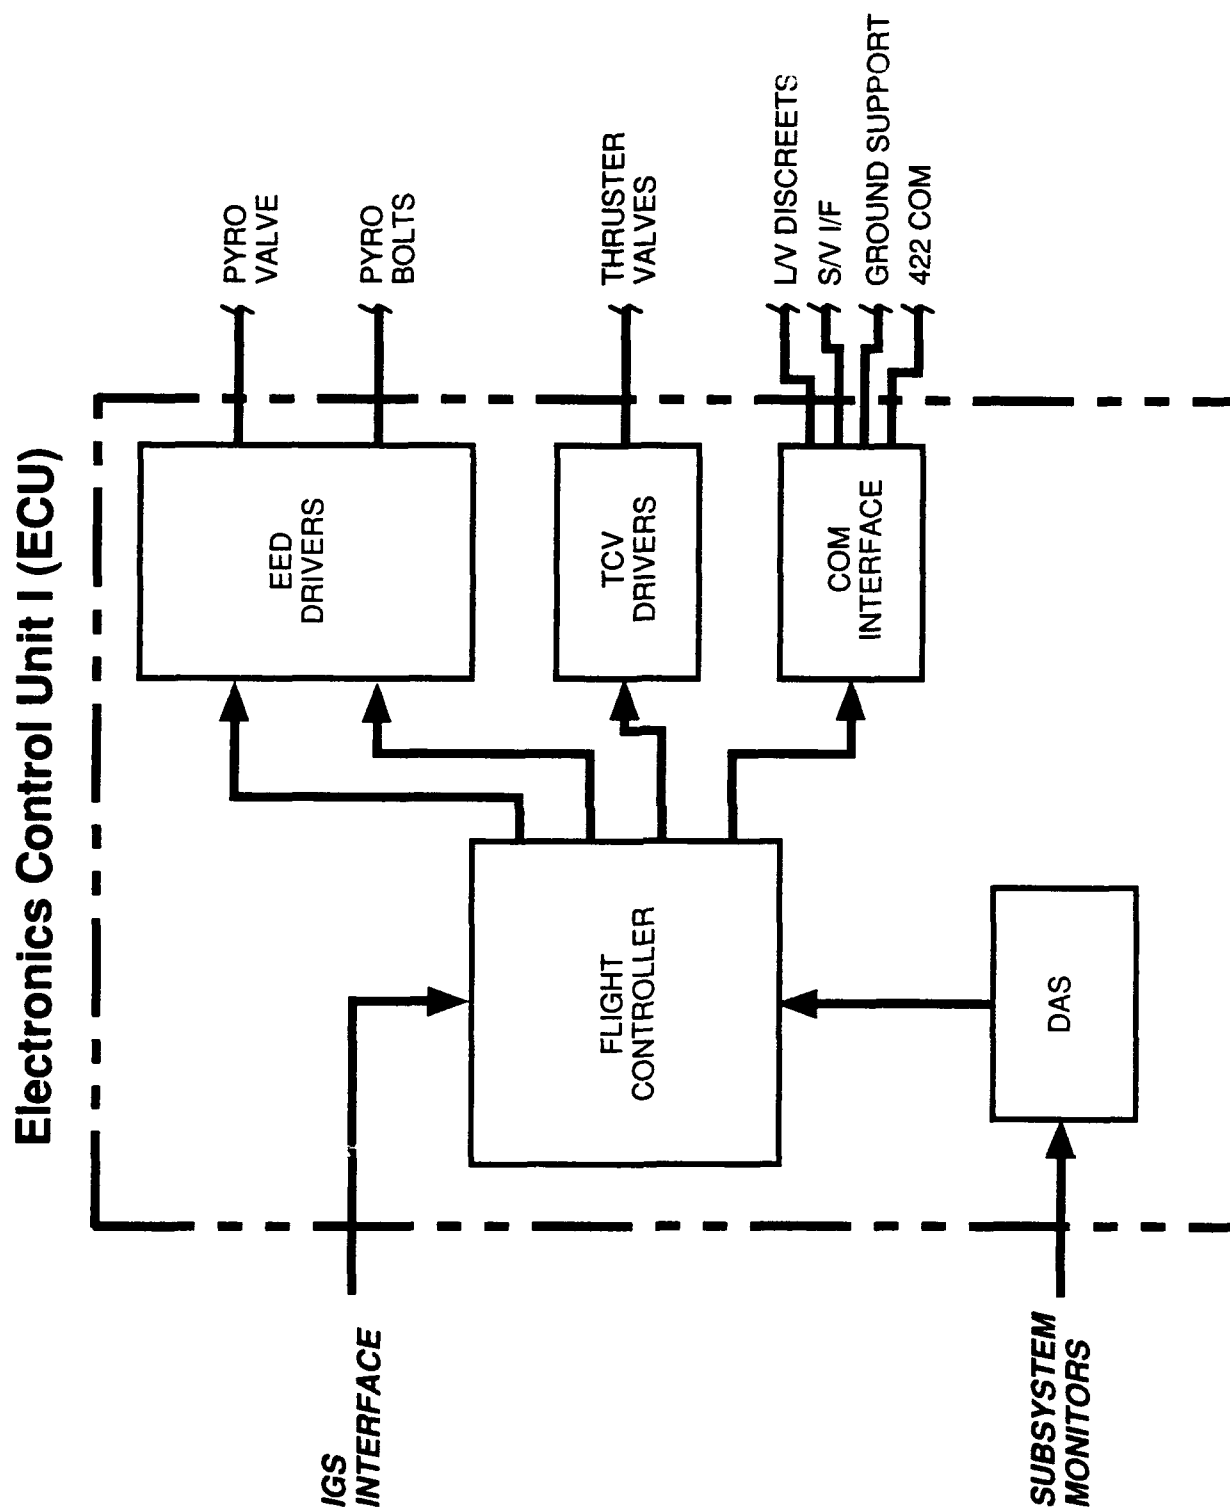 Electronics Control Unit I (ECU)
IGS
INTERFACE
SUBSYSTEM
MONITORS
FLIGHT
CONTROLLER
DAS
EED
DRIVERS
TCV
DRIVERS
COM
INTERFACE
PYRO
VALVE
PYRO
BOLTS
THRUSTER
VALVES
L/V DISCREETS
S/V I/F
GROUND SUPPORT
422 COM